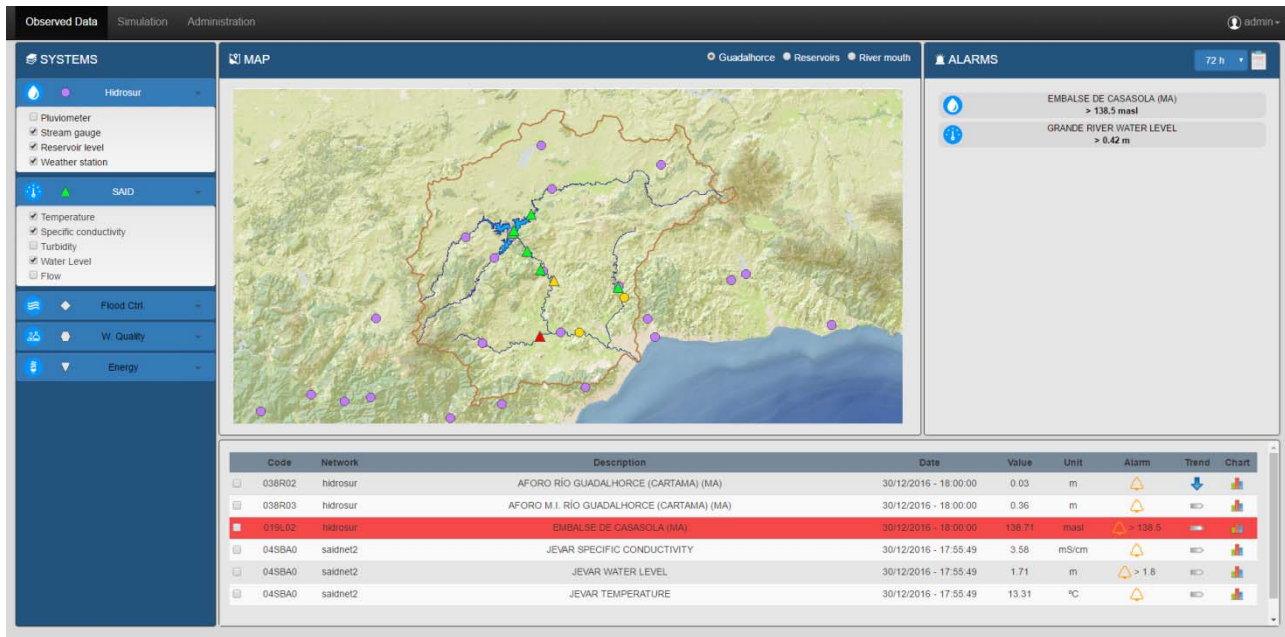 Observed Data Simulation Administration admin
SYSTEMS
Hidrosur
Pluviometer
Stream gauge
Reservoir level
Weather station
SAID
Temperature
Specific conductivity
Turbidity
Water Level
Flow
Flood Ctrl.
W. Quality
Energy
MAP Guadalhorce Reservoirs River mouth
ALARMS 72 h
EMBALSE DE CASASOLA (MA)
> 138.5 masl
GRANDE RIVER WATER LEVEL
> 0.42 m
Code Network Description Date Value Unit Alarm Trend Chart
038R02 hidrosur AFORO RÍO GUADALHORCE (CARTAMA) (MA) 30/12/2016 - 18:00:00 0.03 m
038R03 hidrosur AFORO M.I. RÍO GUADALHORCE (CARTAMA) (MA) 30/12/2016 - 18:00:00 0.36 m
019L02 hidrosur EMBALSE DE CASASOLA (MA) 30/12/2016 - 18:00:00 138.71 masl > 138.5
04SBA0 saidnet2 JEVAR SPECIFIC CONDUCTIVITY 30/12/2016 - 17:55:49 3.58 mS/cm
04SBA0 saidnet2 JEVAR WATER LEVEL 30/12/2016 - 17:55:49 1.71 m > 1.8
04SBA0 saidnet2 JEVAR TEMPERATURE 30/12/2016 - 17:55:49 13.31 ºC